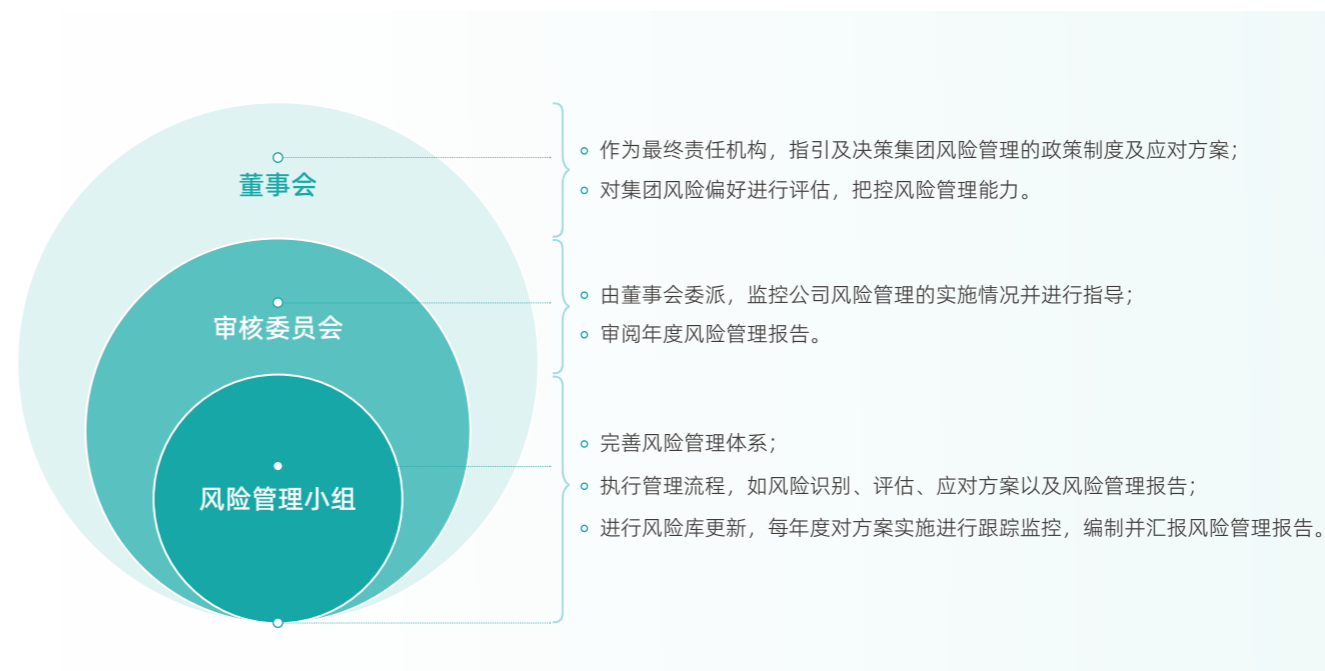 董事会
作为最终责任机构，指引及决策集团风险管理的政策制度及应对方案；
对集团风险偏好进行评估，把控风险管理能力。
审核委员会
由董事会委派，监控公司风险管理的实施情况并进行指导；
审阅年度风险管理报告。
风险管理小组
完善风险管理体系；
执行管理流程，如风险识别、评估、应对方案以及风险管理报告；
进行风险库更新，每年度对方案实施进行跟踪监控，编制并汇报风险管理报告。